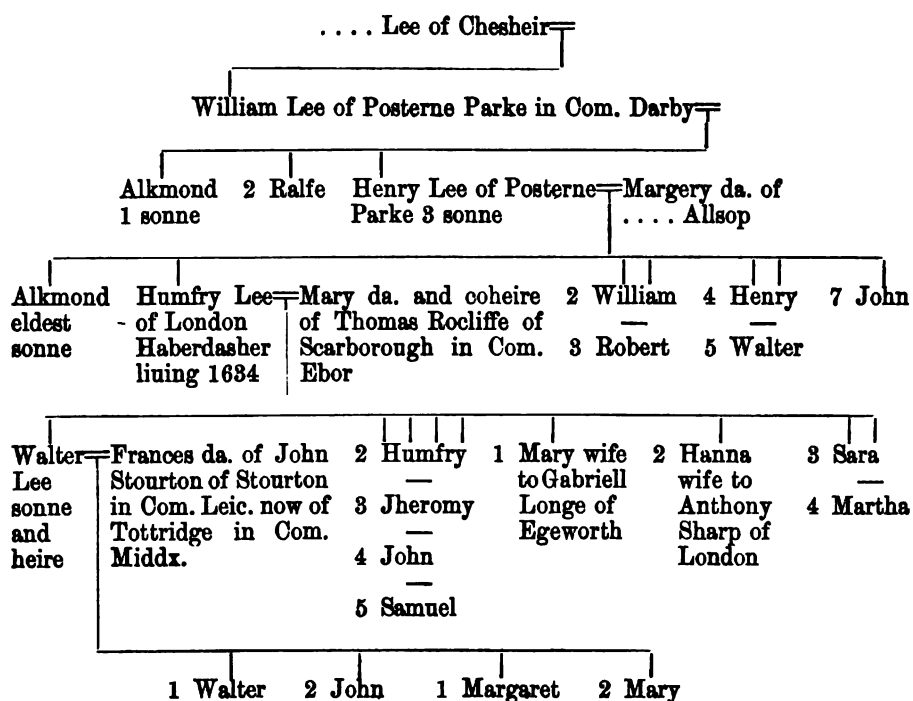 .... Lee of Chesheir
William Lee of Posterne Parke in Com. Darby
Alkmond
1 sonne
2 Ralfe
Henry Lee of Posterne
Parke 3 sonne
Margery da. of
.... Allsop
Alkmond
eldest
sonne
Humfry Lee
- of London
Haberdasher
liuing 1634
Mary da. and coheire
of Thomas Rocliffe of
Scarborough in Com.
Ebor
2 William
3 Robert
4 Henry
5 Walter
7 John
Walter
Lee
sonne
and
heire
Frances da. of John
Stourton of Stourton
in Com. Leic. now of
Tottridge in Com.
Middx.
2 Humfry
3 Jheromy
4 John
5 Samuel
1 Mary wife
to Gabriell
Longe of
Egeworth
2 Hanna
wife to
Anthony
Sharp of
London
3 Sara
4 Martha
1 Walter
2 John
1 Margaret
2 Mary